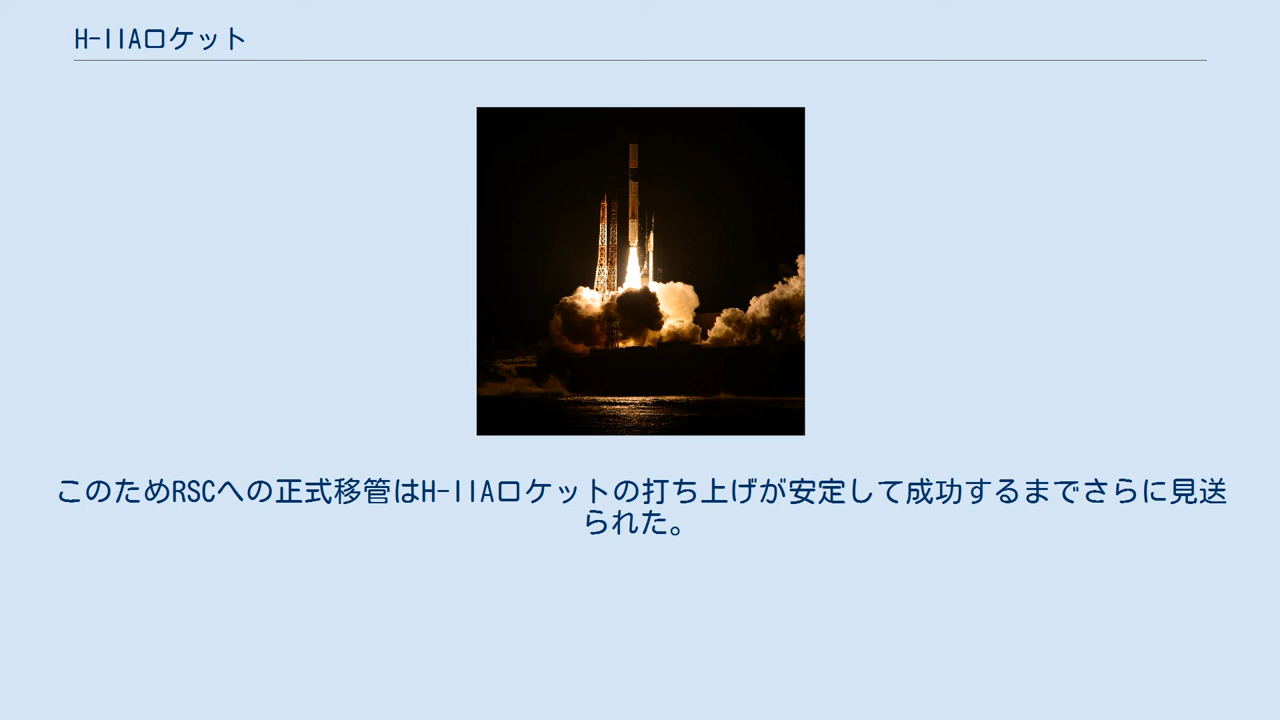 H-IIAロケット
このためRSCへの正式移管はH-IIAロケットの打ち上げが安定して成功するまでさらに見送
られた。